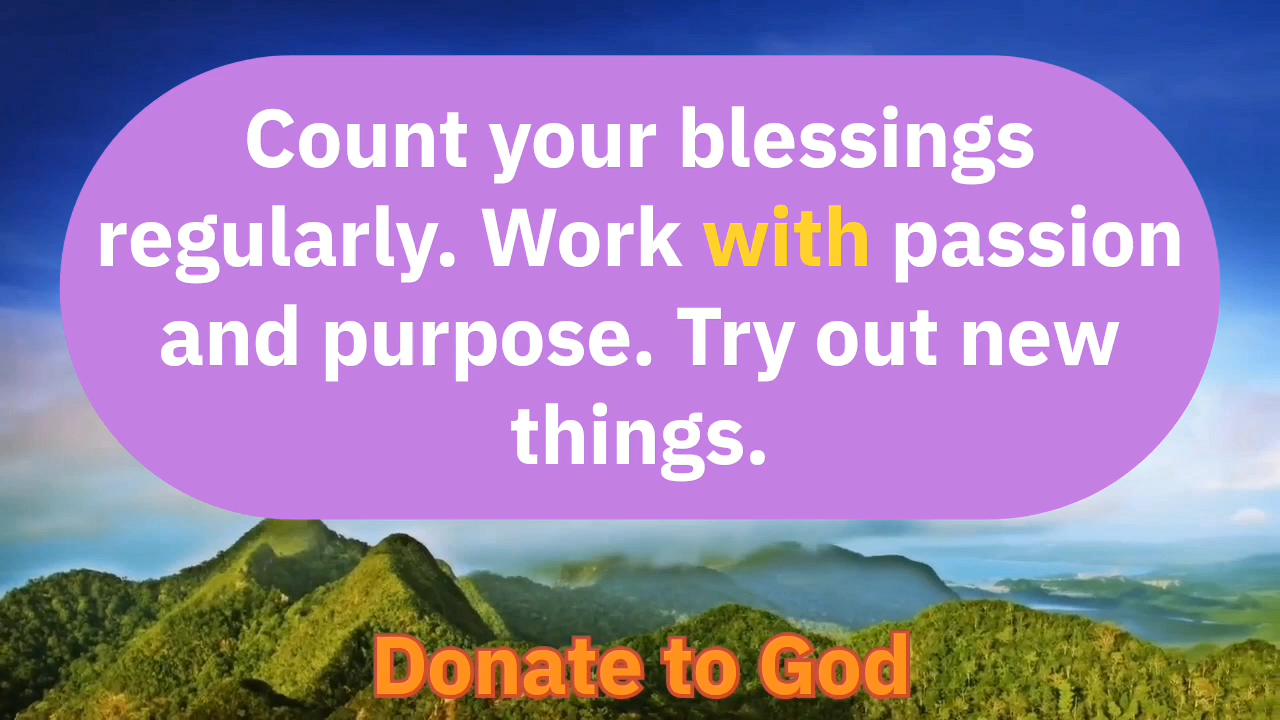 Count your blessings
regularly. Work with passion
and purpose. Try out new
things.
Donate to God